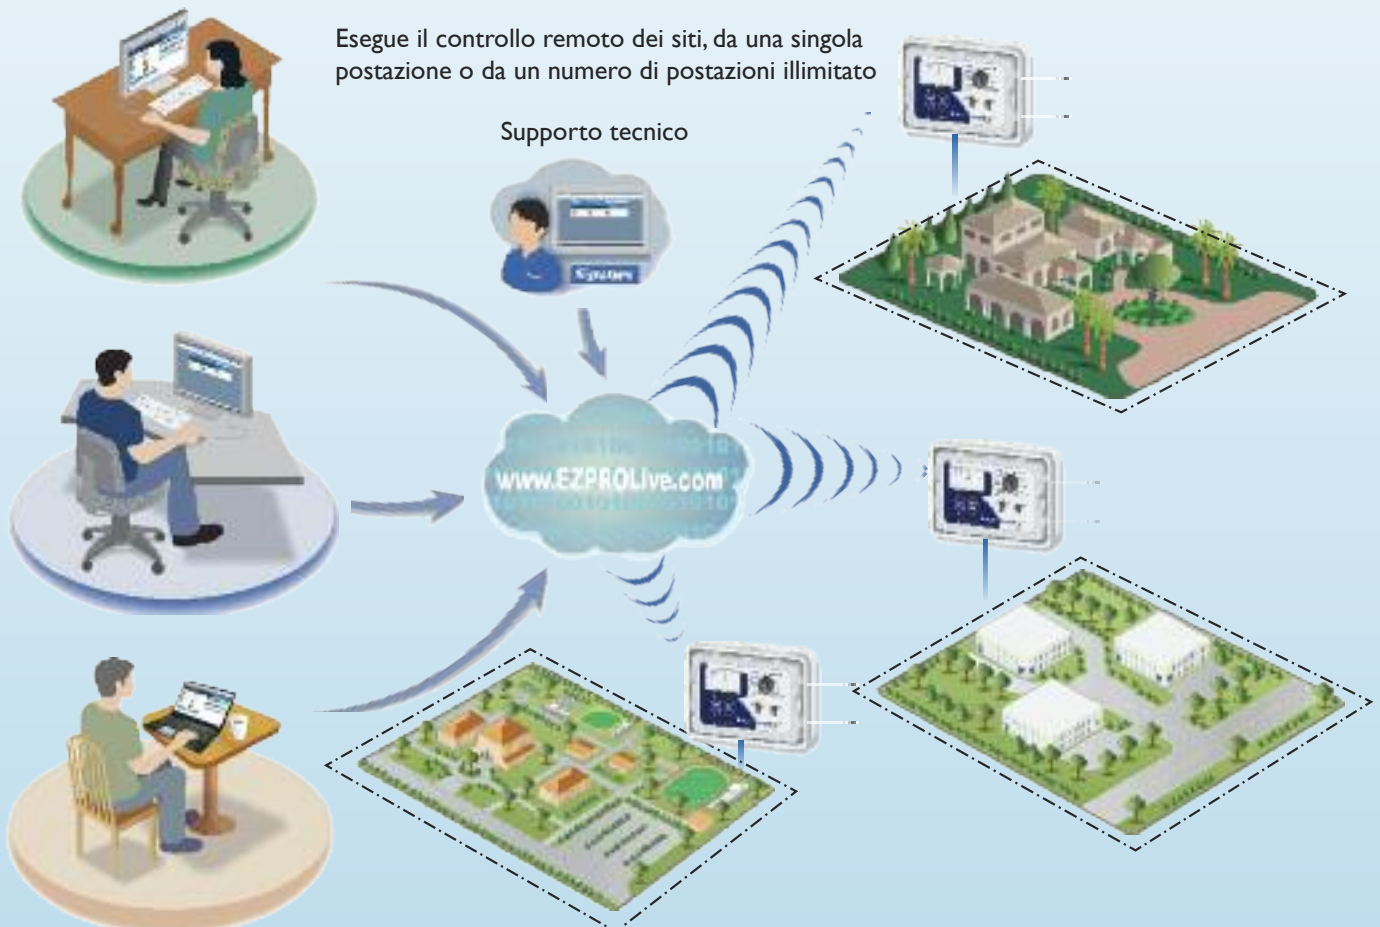 Esegue il controllo remoto dei siti, da una singola
postazione o da un numero di postazioni illimitato
Supporto tecnico
Signature
www.EZPROLive.com